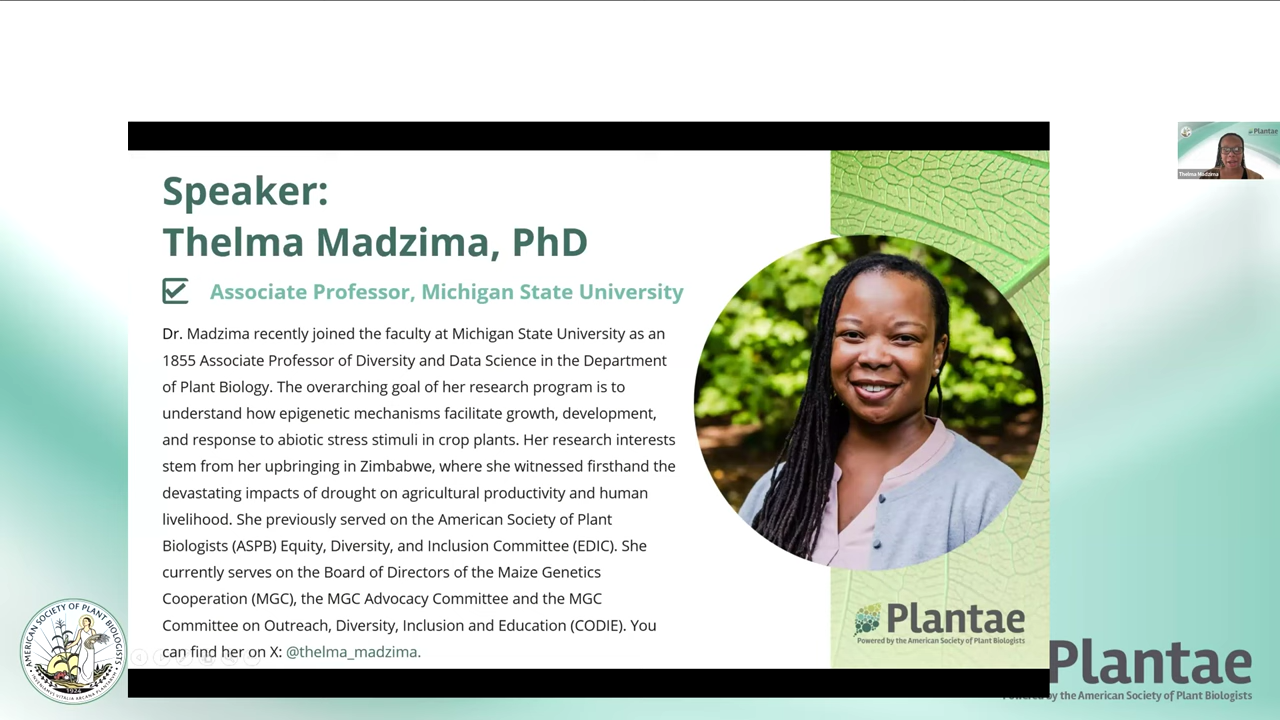 Speaker:
Thelma Madzima, PhD
Associate Professor, Michigan State University
Dr. Madzima recently joined the faculty at Michigan State University as an
1855 Associate Professor of Diversity and Data Science in the Department
of Plant Biology. The overarching goal of her research program is to
understand how epigenetic mechanisms facilitate growth, development,
and response to abiotic stress stimuli in crop plants. Her research interests
stem from her upbringing in Zimbabwe, where she witnessed firsthand the
devastating impacts of drought on agricultural productivity and human
livelihood. She previously served on the American Society of Plant
Biologists (ASPB) Equity, Diversity, and Inclusion Committee (EDIC). She
currently serves on the Board of Directors of the Maize Genetics
Cooperation (MGC), the MGC Advocacy Committee and the MGC
Committee on Outreach, Diversity, Inclusion and Education (CODIE). You
can find her on X: @thelma_madzima.
Plantae
Powered by the American Society of Plant Biologists
Plantae
Thelma Madzima
AMERICAN SOCIETY OF PLANT BIOLOGISTS
1924
Plantae
by the American Society of Plant Biologists